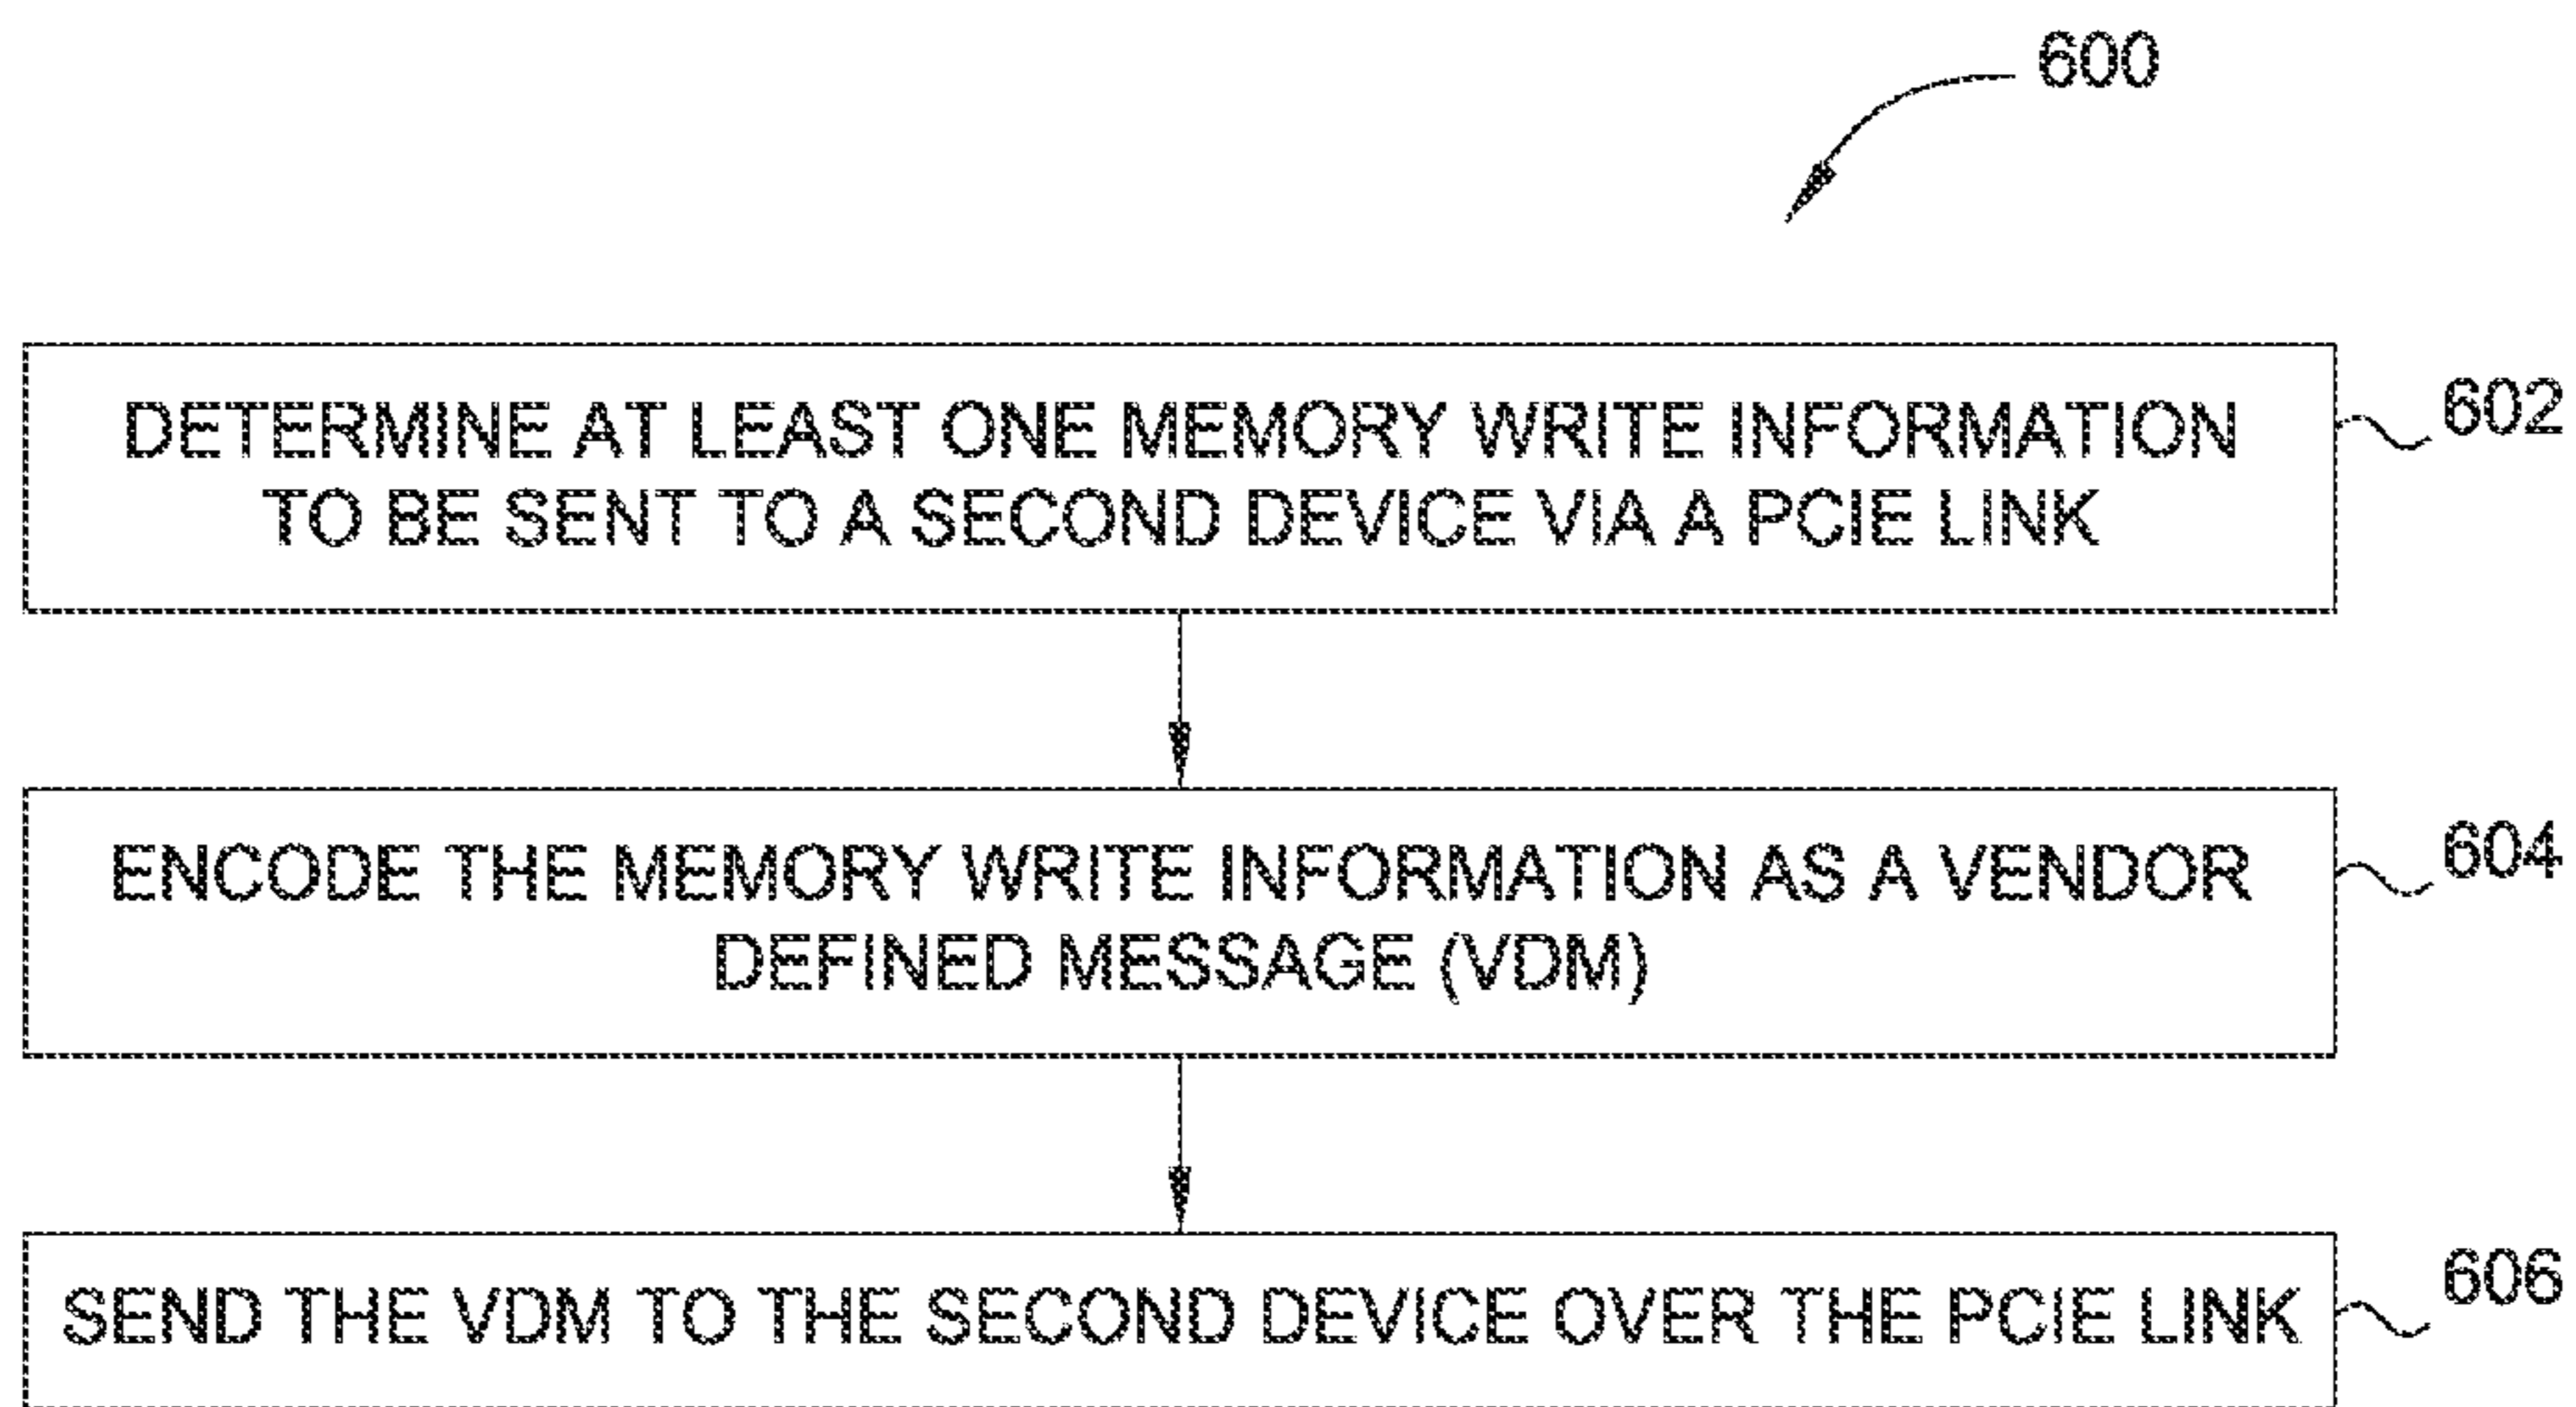 600
DETERMINE AT LEAST ONE MEMORY WRITE INFORMATION
TO BE SENT TO A SECOND DEVICE VIA A PCIE LINK
602
ENCODE THE MEMORY WRITE INFORMATION AS A VENDOR
DEFINED MESSAGE (VDM)
604
SEND THE VDM TO THE SECOND DEVICE OVER THE PCIE LINK
606